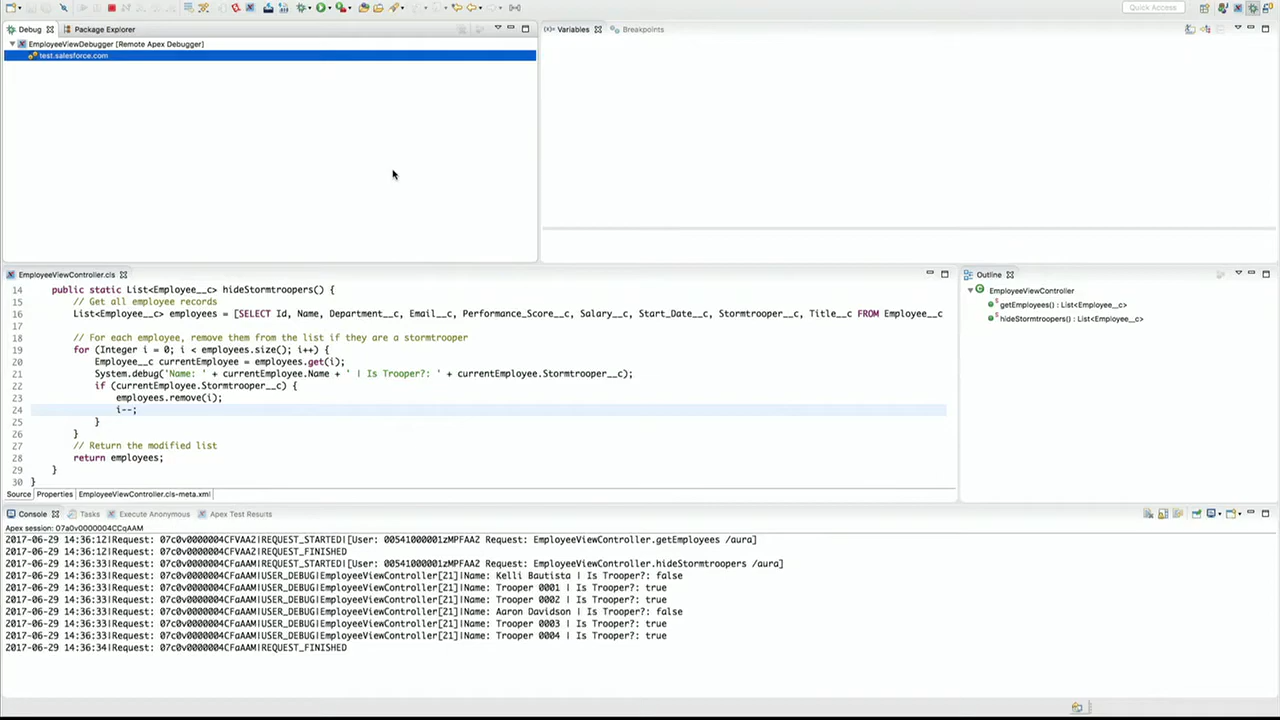 Quick Access
Debug
Package Explorer
Variables
Breakpoints
EmployeeViewDebugger [Remote Apex Debugger]
test.salesforce.com
EmployeeViewController.cls
Outline
14 public static List<Employee__c> hideStormtroopers() {
15 // Get all employee records
16 List<Employee__c> employees = [SELECT Id, Name, Department__c, Email__c, Performance_Score__c, Salary__c, Start_Date__c, Stormtrooper__c, Title__c FROM Employee__c
17
18 // For each employee, remove them from the list if they are a stormtrooper
19 for (Integer i = 0; i < employees.size(); i++) {
20 Employee__c currentEmployee = employees.get(i);
21 System.debug('Name: ' + currentEmployee.Name + ' | Is Trooper?: ' + currentEmployee.Stormtrooper__c);
22 if (currentEmployee.Stormtrooper__c) {
23 employees.remove(i);
24 i--;
25 }
26 }
27 // Return the modified list
28 return employees;
29 }
30 }
EmployeeViewController
getEmployees() : List<Employee__c>
hideStormtroopers() : List<Employee__c>
Source Properties EmployeeViewController.cls-meta.xml
Console Tasks Execute Anonymous Apex Test Results
Apex session: 07a0v0000004CCqAAM
2017-06-29 14:36:12|Request: 07c0v0000004CFVAA2|REQUEST_STARTED|[User: 00541000001zMPFAA2 Request: EmployeeViewController.getEmployees /aura]
2017-06-29 14:36:12|Request: 07c0v0000004CFVAA2|REQUEST_FINISHED
2017-06-29 14:36:33|Request: 07c0v0000004CFaAAM|REQUEST_STARTED|[User: 00541000001zMPFAA2 Request: EmployeeViewController.hideStormtroopers /aura]
2017-06-29 14:36:33|Request: 07c0v0000004CFaAAM|USER_DEBUG|EmployeeViewController[21]|Name: Kelli Bautista | Is Trooper?: false
2017-06-29 14:36:33|Request: 07c0v0000004CFaAAM|USER_DEBUG|EmployeeViewController[21]|Name: Trooper 0001 | Is Trooper?: true
2017-06-29 14:36:33|Request: 07c0v0000004CFaAAM|USER_DEBUG|EmployeeViewController[21]|Name: Trooper 0002 | Is Trooper?: true
2017-06-29 14:36:33|Request: 07c0v0000004CFaAAM|USER_DEBUG|EmployeeViewController[21]|Name: Aaron Davidson | Is Trooper?: false
2017-06-29 14:36:33|Request: 07c0v0000004CFaAAM|USER_DEBUG|EmployeeViewController[21]|Name: Trooper 0003 | Is Trooper?: true
2017-06-29 14:36:33|Request: 07c0v0000004CFaAAM|USER_DEBUG|EmployeeViewController[21]|Name: Trooper 0004 | Is Trooper?: true
2017-06-29 14:36:34|Request: 07c0v0000004CFaAAM|REQUEST_FINISHED